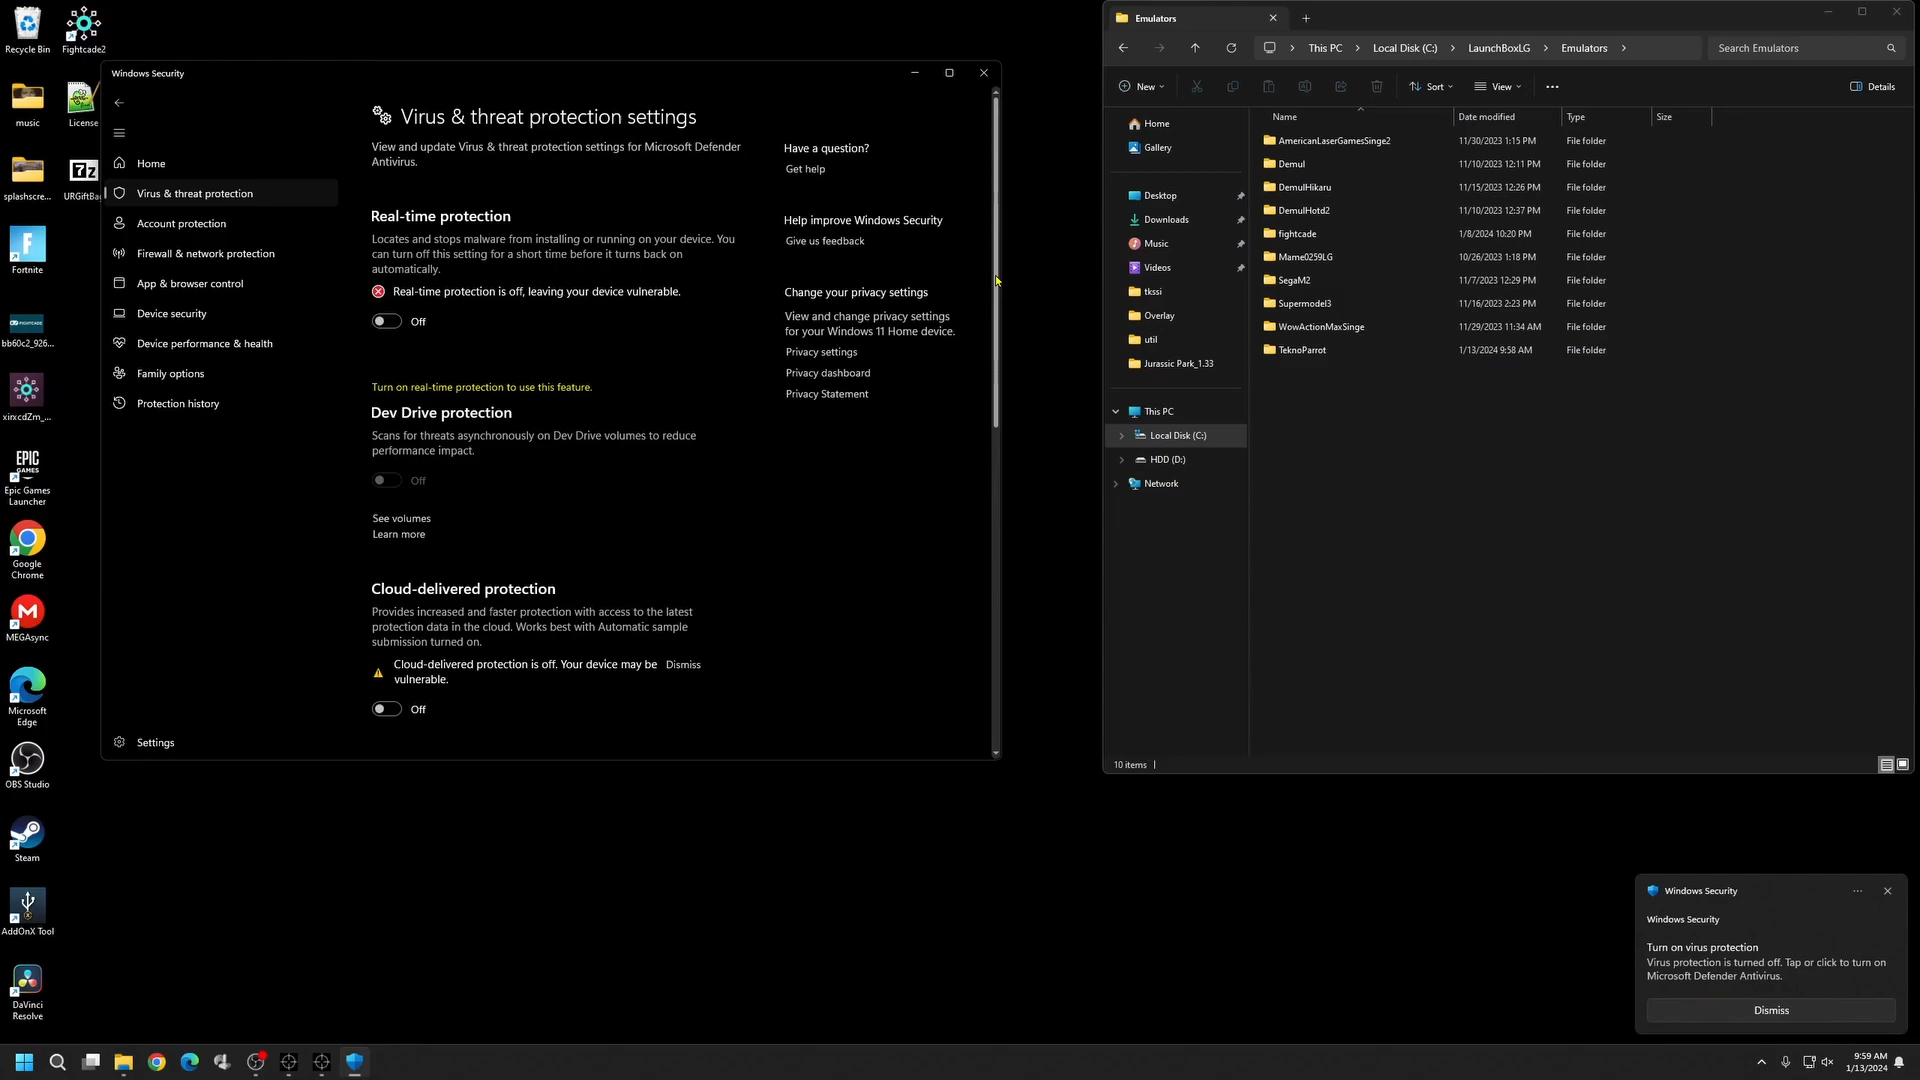 Recycle Bin
Fightcade2
music
License
splashscre...
7z
URGiftBa
Fortnite
bb60c2_926...
xinxcdZm_...
EPIC
GAMES
Epic Games
Launcher
Google
Chrome
MEGAsync
Microsoft
Edge
OBS Studio
Steam
AddOnX Tool
DaVinci
Resolve
Windows Security
Home
Virus & threat protection
Account protection
Firewall & network protection
App & browser control
Device security
Device performance & health
Family options
Protection history
Settings
Virus & threat protection settings
View and update Virus & threat protection settings for Microsoft Defender
Antivirus.
Real-time protection
Locates and stops malware from installing or running on your device. You
can turn off this setting for a short time before it turns back on
automatically.
Real-time protection is off, leaving your device vulnerable.
Off
Turn on real-time protection to use this feature.
Dev Drive protection
Scans for threats asynchronously on Dev Drive volumes to reduce
performance impact.
Off
See volumes
Learn more
Cloud-delivered protection
Provides increased and faster protection with access to the latest
protection data in the cloud. Works best with Automatic sample
submission turned on.
Cloud-delivered protection is off. Your device may be
vulnerable.
Dismiss
Off
Have a question?
Get help
Help improve Windows Security
Give us feedback
Change your privacy settings
View and change privacy settings
for your Windows 11 Home device.
Privacy settings
Privacy dashboard
Privacy Statement
Emulators
This PC
Local Disk (C:)
LaunchBoxLG
Emulators
Search Emulators
New
Sort
View
Details
Home
Gallery
Desktop
Downloads
Music
Videos
tkssi
Overlay
util
Jurassic Park_1.33
This PC
Local Disk (C:)
HDD (D:)
Network
Name Date modified Type Size
AmericanLaserGamesSinge2 11/30/2023 1:15 PM File folder
Demul 11/10/2023 12:11 PM File folder
DemulHikaru 11/15/2023 12:26 PM File folder
DemulHotd2 11/10/2023 12:37 PM File folder
fightcade 1/8/2024 10:20 PM File folder
Mame0259LG 10/26/2023 1:18 PM File folder
SegaM2 11/7/2023 12:29 PM File folder
Supermodel3 11/16/2023 2:23 PM File folder
WowActionMaxSinge 11/29/2023 11:34 AM File folder
TeknoParrot 1/13/2024 9:58 AM File folder
10 items
Windows Security
Windows Security
Turn on virus protection
Virus protection is turned off. Tap or click to turn on
Microsoft Defender Antivirus.
Dismiss
9:59 AM
1/13/2024